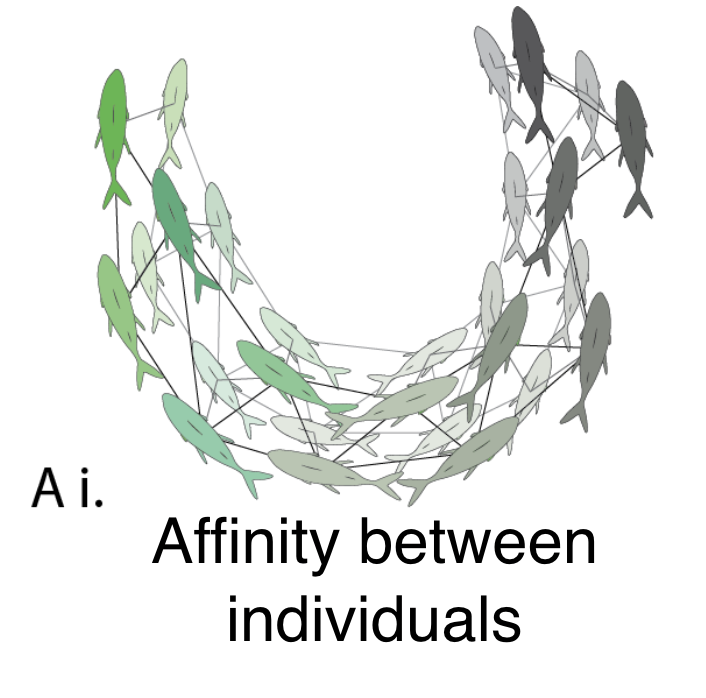 A i.
Affinity between
individuals